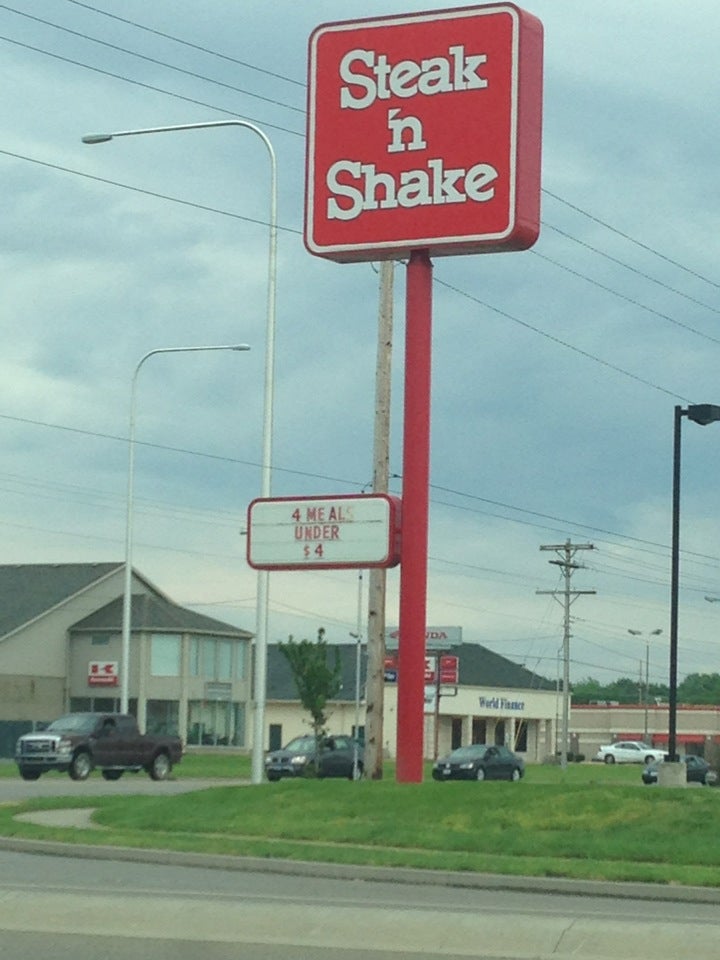 Steak
'n
Shake
4 MEALS
UNDER
$4
World Finance